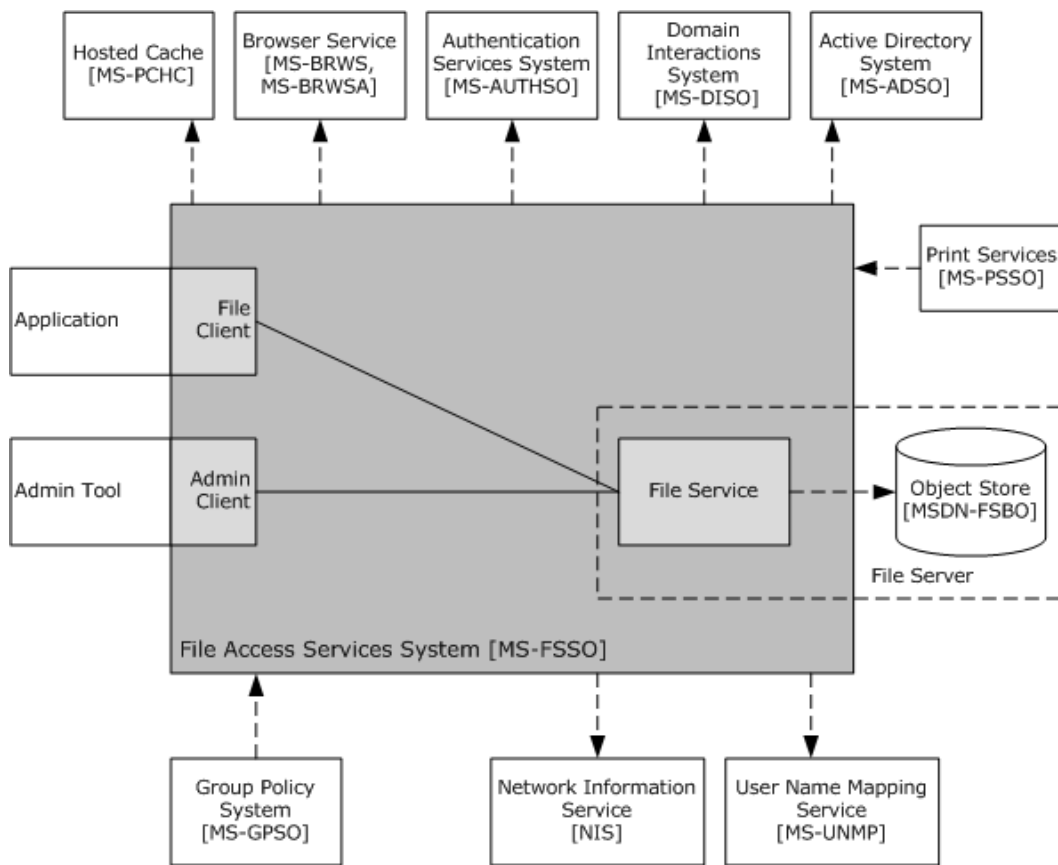 Hosted Cache
[MS-PCHC]
Browser Service
[MS-BRWS,
MS-BRWSA]
Authentication
Services System
[MS-AUTHSO]
Domain
Interactions
System
[MS-DISO]
Active Directory
System
[MS-ADSO]
Print Services
[MS-PSSO]
Application
File
Client
Admin Tool
Admin
Client
File Service
Object Store
[MSDN-FSBO]
File Server
File Access Services System [MS-FSSO]
Group Policy
System
[MS-GPSO]
Network Information
Service
[NIS]
User Name Mapping
Service
[MS-UNMP]